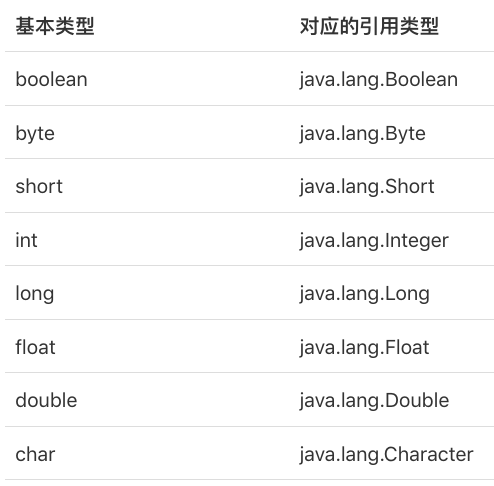 基本类型 对应的引用类型
boolean java.lang.Boolean
byte java.lang.Byte
short java.lang.Short
int java.lang.Integer
long java.lang.Long
float java.lang.Float
double java.lang.Double
char java.lang.Character